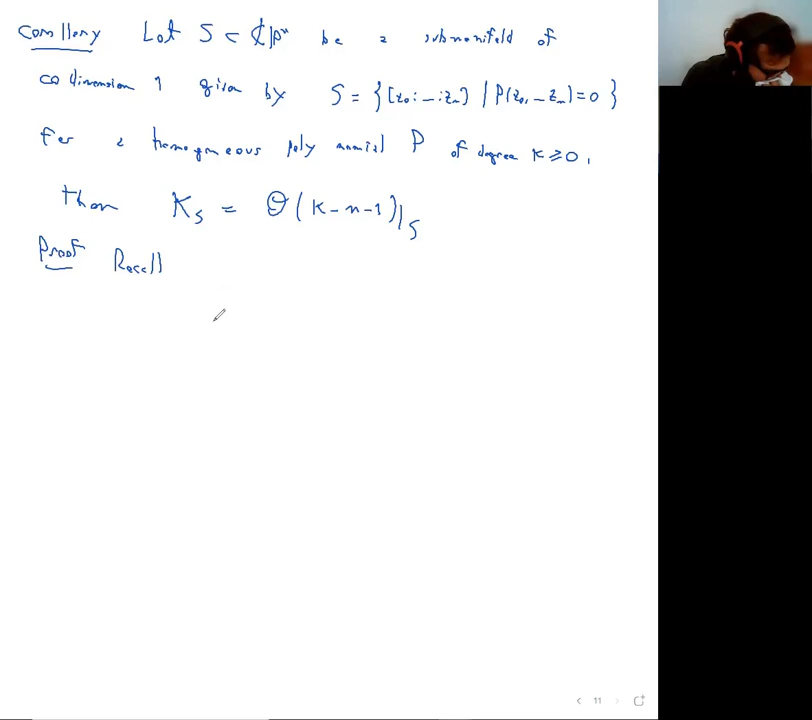 Corollary Let S ⊂ ℂℙⁿ be a submanifold of
codimension 1 given by S = { [z₀:—:zₙ] | P(z₀,—zₙ)=0 }
For a homogeneous polynomial P of degree k ≥ 0,
then K_S = 𝒪(k-n-1)|_S
Proof Recall
< 11 >